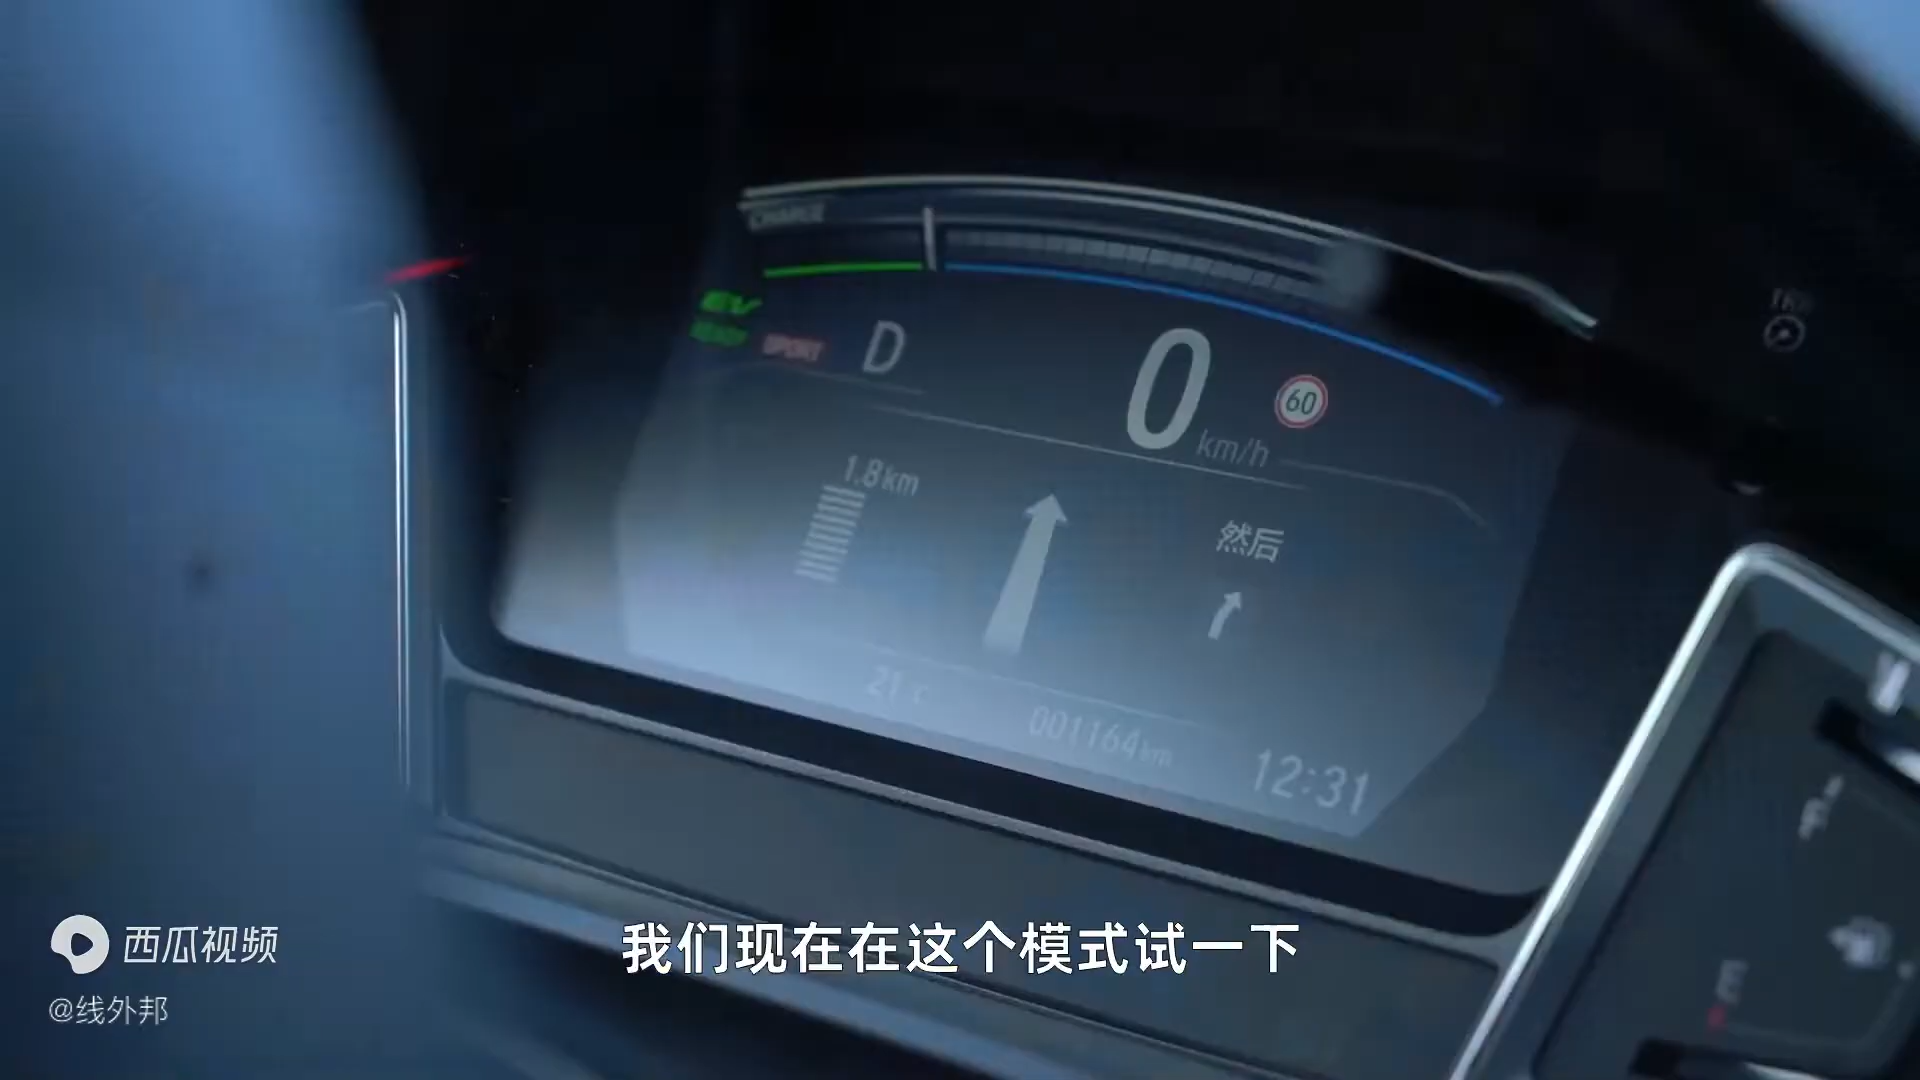 CHARGE
EV
READY
SPORT
D
0
km/h
60
1.8km
然后
21°C
001164km
12:31
E
我们现在在这个模式试一下
西瓜视频
@线外邦